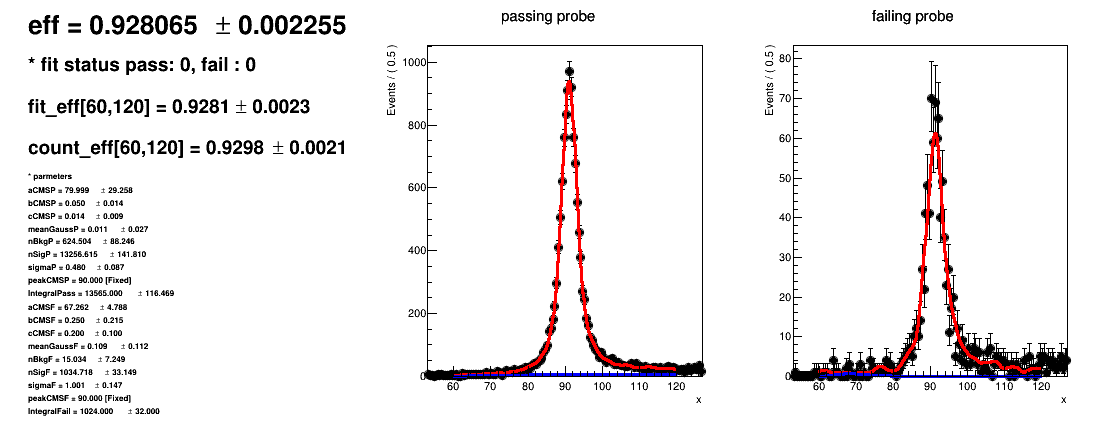 eff = 0.928065 ± 0.002255
* fit status pass: 0, fail : 0
fit_eff[60,120] = 0.9281 ± 0.0023
count_eff[60,120] = 0.9298 ± 0.0021
* parmeters
aCMSP = 79.999 ± 29.258
bCMSP = 0.050 ± 0.014
cCMSP = 0.014 ± 0.009
meanGaussP = 0.011 ± 0.027
nBkgP = 624.504 ± 88.246
nSigP = 13256.615 ± 141.810
sigmaP = 0.480 ± 0.087
peakCMSP = 90.000 [Fixed]
IntegralPass = 13565.000 ± 116.469
aCMSF = 67.262 ± 4.788
bCMSF = 0.250 ± 0.215
cCMSF = 0.200 ± 0.100
meanGaussF = 0.109 ± 0.112
nBkgF = 15.034 ± 7.249
nSigF = 1034.718 ± 33.149
sigmaF = 1.001 ± 0.147
peakCMSF = 90.000 [Fixed]
IntegralFail = 1024.000 ± 32.000
passing probe
Events / ( 0.5 )
1000
800
600
400
200
0
60 70 80 90 100 110 120
x
failing probe
Events / ( 0.5 )
80
70
60
50
40
30
20
10
0
60 70 80 90 100 110 120
x